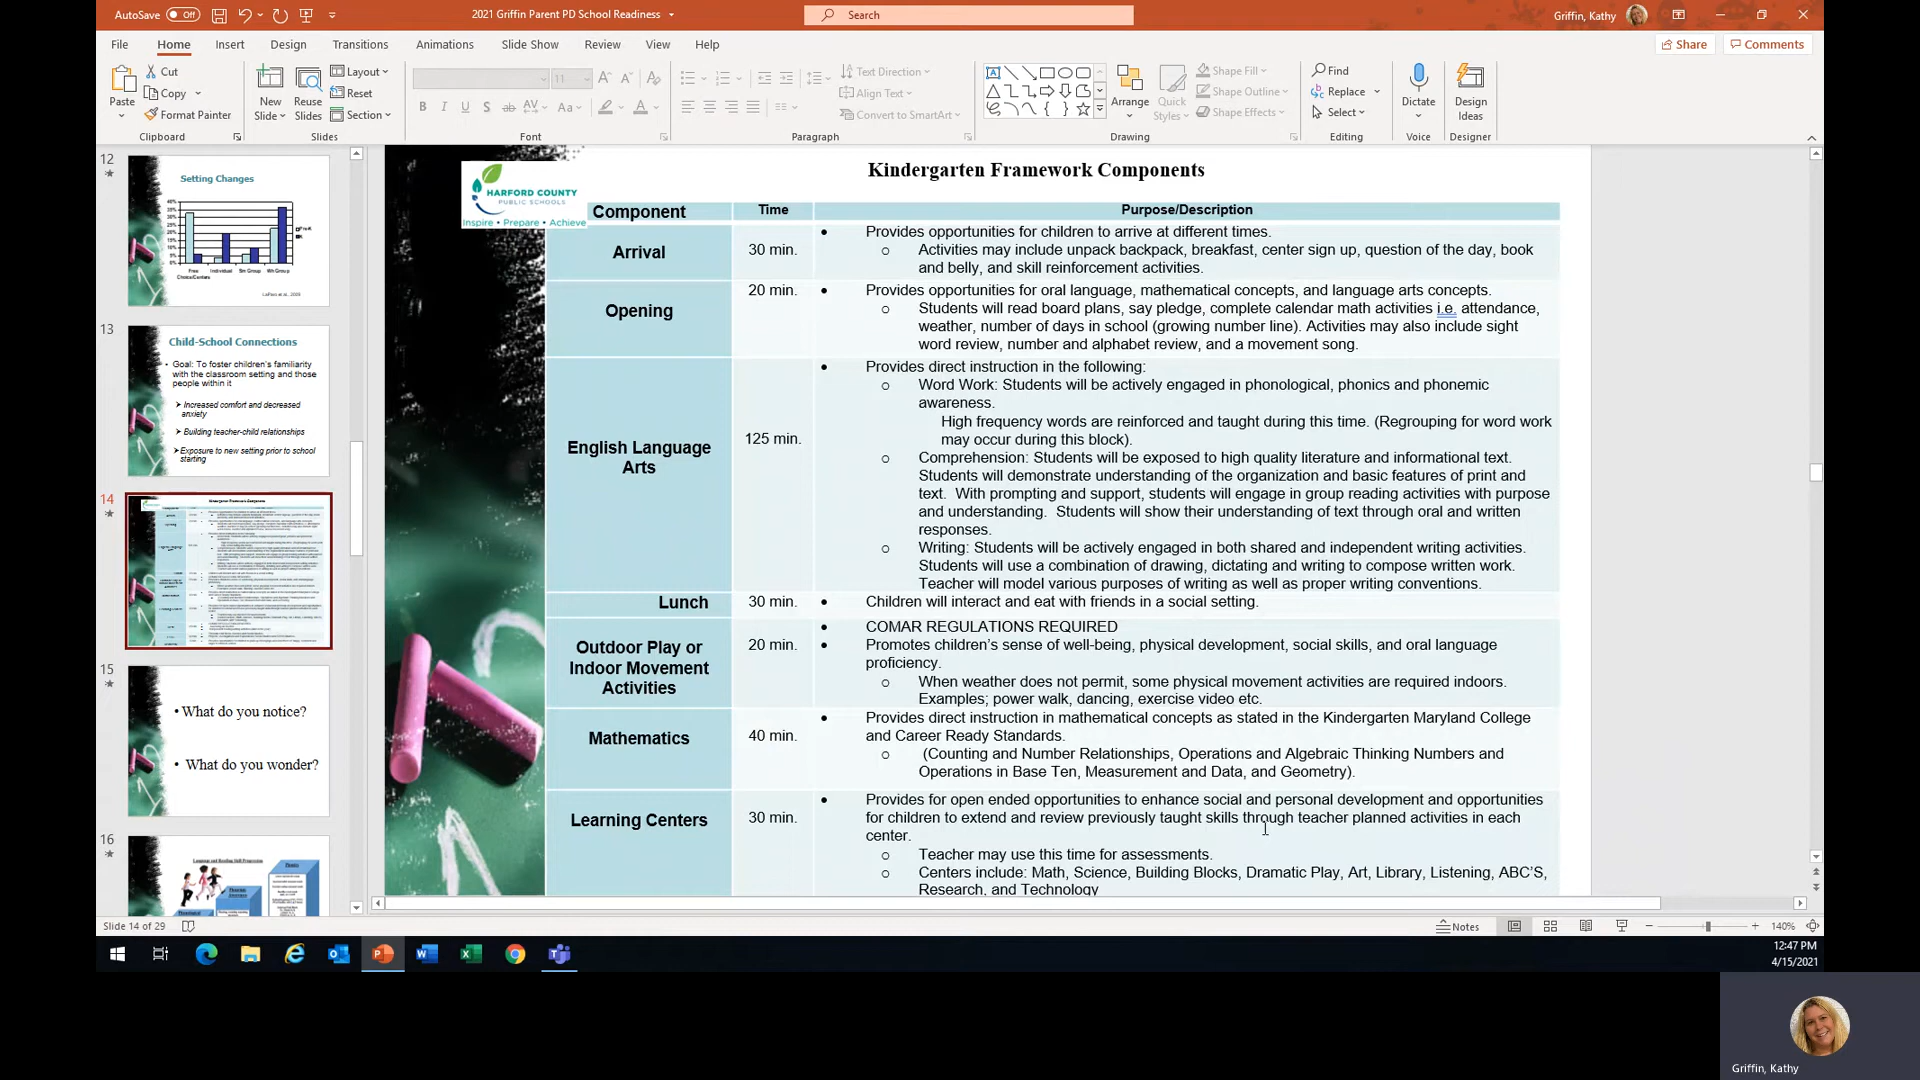 AutoSave Off
2021 Griffin Parent PD School Readiness
Search
Griffin, Kathy
File Home Insert Design Transitions Animations Slide Show Review View Help
Share Comments
Paste
Cut
Copy
Format Painter
Clipboard
New Slide
Reuse Slides
Layout
Reset
Section
Slides
11
Font
Text Direction
Align Text
Convert to SmartArt
Paragraph
Arrange
Quick Styles
Shape Fill
Shape Outline
Shape Effects
Drawing
Find
Replace
Select
Editing
Dictate
Voice
Design Ideas
Designer
12
Setting Changes
13
Child-School Connections
• Goal: To foster children's familiarity
with the classroom setting and those
people within it
➤ Increased comfort and decreased
anxiety
➤ Building teacher-child relationships
➤ Exposure to new setting prior to school
starting
14
15
• What do you notice?
• What do you wonder?
16
HARFORD COUNTY
PUBLIC SCHOOLS
Inspire • Prepare • Achieve
Kindergarten Framework Components
Component Time Purpose/Description
Arrival
30 min.
• Provides opportunities for children to arrive at different times.
o Activities may include unpack backpack, breakfast, center sign up, question of the day, book
and belly, and skill reinforcement activities.
Opening
20 min.
• Provides opportunities for oral language, mathematical concepts, and language arts concepts.
o Students will read board plans, say pledge, complete calendar math activities i.e. attendance,
weather, number of days in school (growing number line). Activities may also include sight
word review, number and alphabet review, and a movement song.
English Language
Arts
125 min.
• Provides direct instruction in the following:
o Word Work: Students will be actively engaged in phonological, phonics and phonemic
awareness.
High frequency words are reinforced and taught during this time. (Regrouping for word work
may occur during this block).
o Comprehension: Students will be exposed to high quality literature and informational text.
Students will demonstrate understanding of the organization and basic features of print and
text. With prompting and support, students will engage in group reading activities with purpose
and understanding. Students will show their understanding of text through oral and written
responses.
o Writing: Students will be actively engaged in both shared and independent writing activities.
Students will use a combination of drawing, dictating and writing to compose written work.
Teacher will model various purposes of writing as well as proper writing conventions.
Lunch
30 min.
• Children will interact and eat with friends in a social setting.
Outdoor Play or
Indoor Movement
Activities
20 min.
• COMAR REGULATIONS REQUIRED
• Promotes children's sense of well-being, physical development, social skills, and oral language
proficiency.
o When weather does not permit, some physical movement activities are required indoors.
Examples; power walk, dancing, exercise video etc.
Mathematics
40 min.
• Provides direct instruction in mathematical concepts as stated in the Kindergarten Maryland College
and Career Ready Standards.
o (Counting and Number Relationships, Operations and Algebraic Thinking Numbers and
Operations in Base Ten, Measurement and Data, and Geometry).
Learning Centers
30 min.
• Provides for open ended opportunities to enhance social and personal development and opportunities
for children to extend and review previously taught skills through teacher planned activities in each
center.
o Teacher may use this time for assessments.
o Centers include: Math, Science, Building Blocks, Dramatic Play, Art, Library, Listening, ABC'S,
Research, and Technology
Slide 14 of 29
Notes
140%
12:47 PM
4/15/2021
Griffin, Kathy